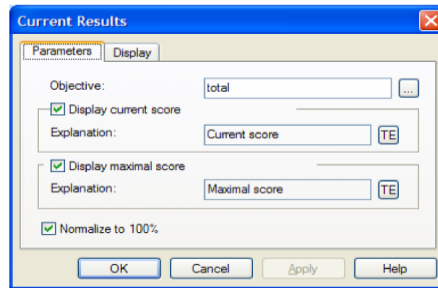 Current Results
Parameters Display
Objective: total ...
Display current score
Explanation: Current score TE
Display maximal score
Explanation: Maximal score TE
Normalize to 100%
OK Cancel Apply Help